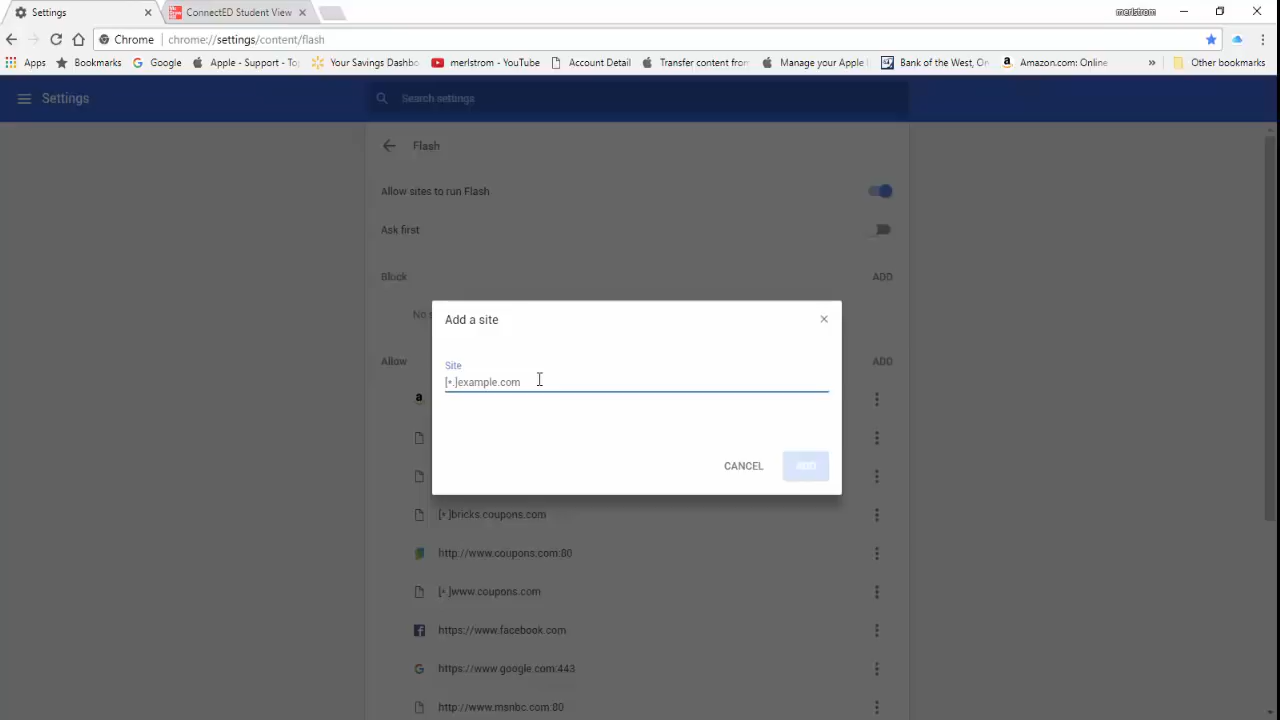 Settings
ConnectED Student View
merlstrom
Chrome
chrome://settings/content/flash
Apps
Bookmarks
Google
Apple - Support - To
Your Savings Dashbo
merlstrom - YouTube
Account Detail
Transfer content from
Manage your Apple
Bank of the West, On
Amazon.com: Online
»
Other bookmarks
Settings
Search settings
Flash
Allow sites to run Flash
Ask first
Block
ADD
No
Add a site
Site
[*.]example.com
CANCEL
ADD
Allow
ADD
[*.]bricks.coupons.com
http://www.coupons.com:80
[*.]www.coupons.com
https://www.facebook.com
https://www.google.com:443
http://www.msnbc.com:80